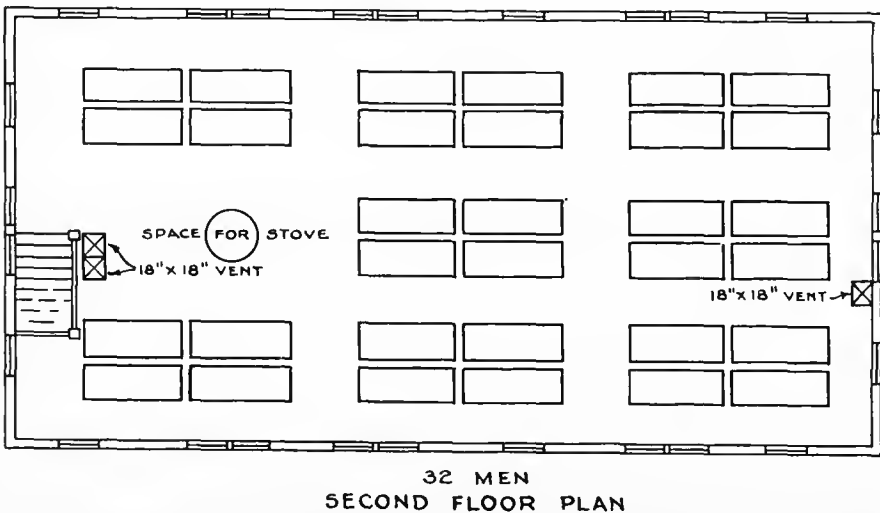 SPACE FOR STOVE
18"X 18" VENT
18"X 18" VENT
32 MEN
SECOND FLOOR PLAN